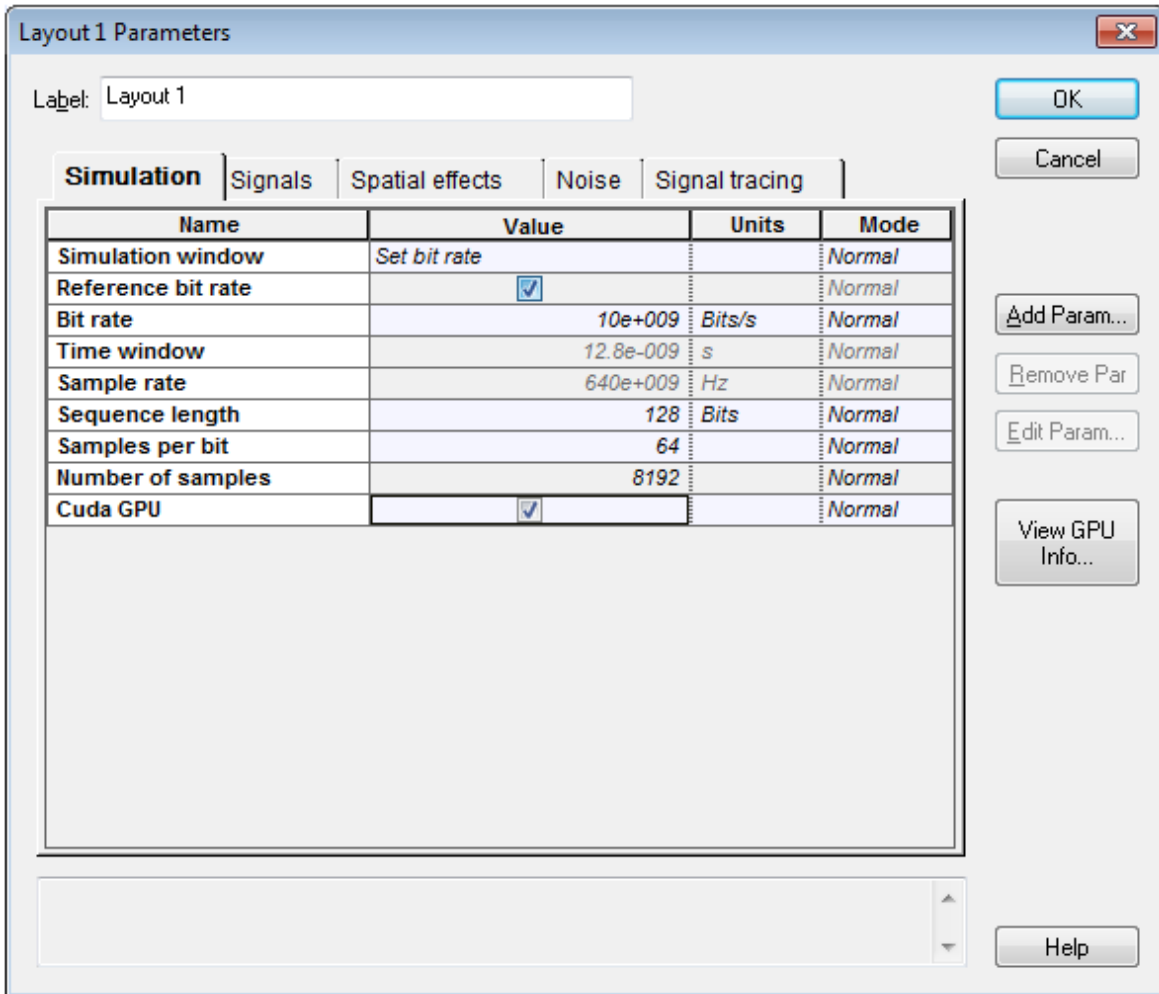 Layout 1 Parameters
Label: Layout 1
OK
Cancel
Simulation Signals Spatial effects Noise Signal tracing
Name Value Units Mode
Simulation window Set bit rate Normal
Reference bit rate Normal
Bit rate 10e+009 Bits/s Normal
Time window 12.8e-009 s Normal
Sample rate 640e+009 Hz Normal
Sequence length 128 Bits Normal
Samples per bit 64 Normal
Number of samples 8192 Normal
Cuda GPU Normal
Add Param...
Remove Par
Edit Param...
View GPU
Info...
Help